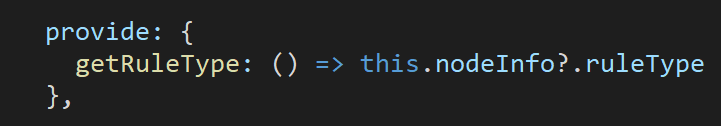 provide: {
getRuleType: () => this.nodeInfo?.ruleType
},